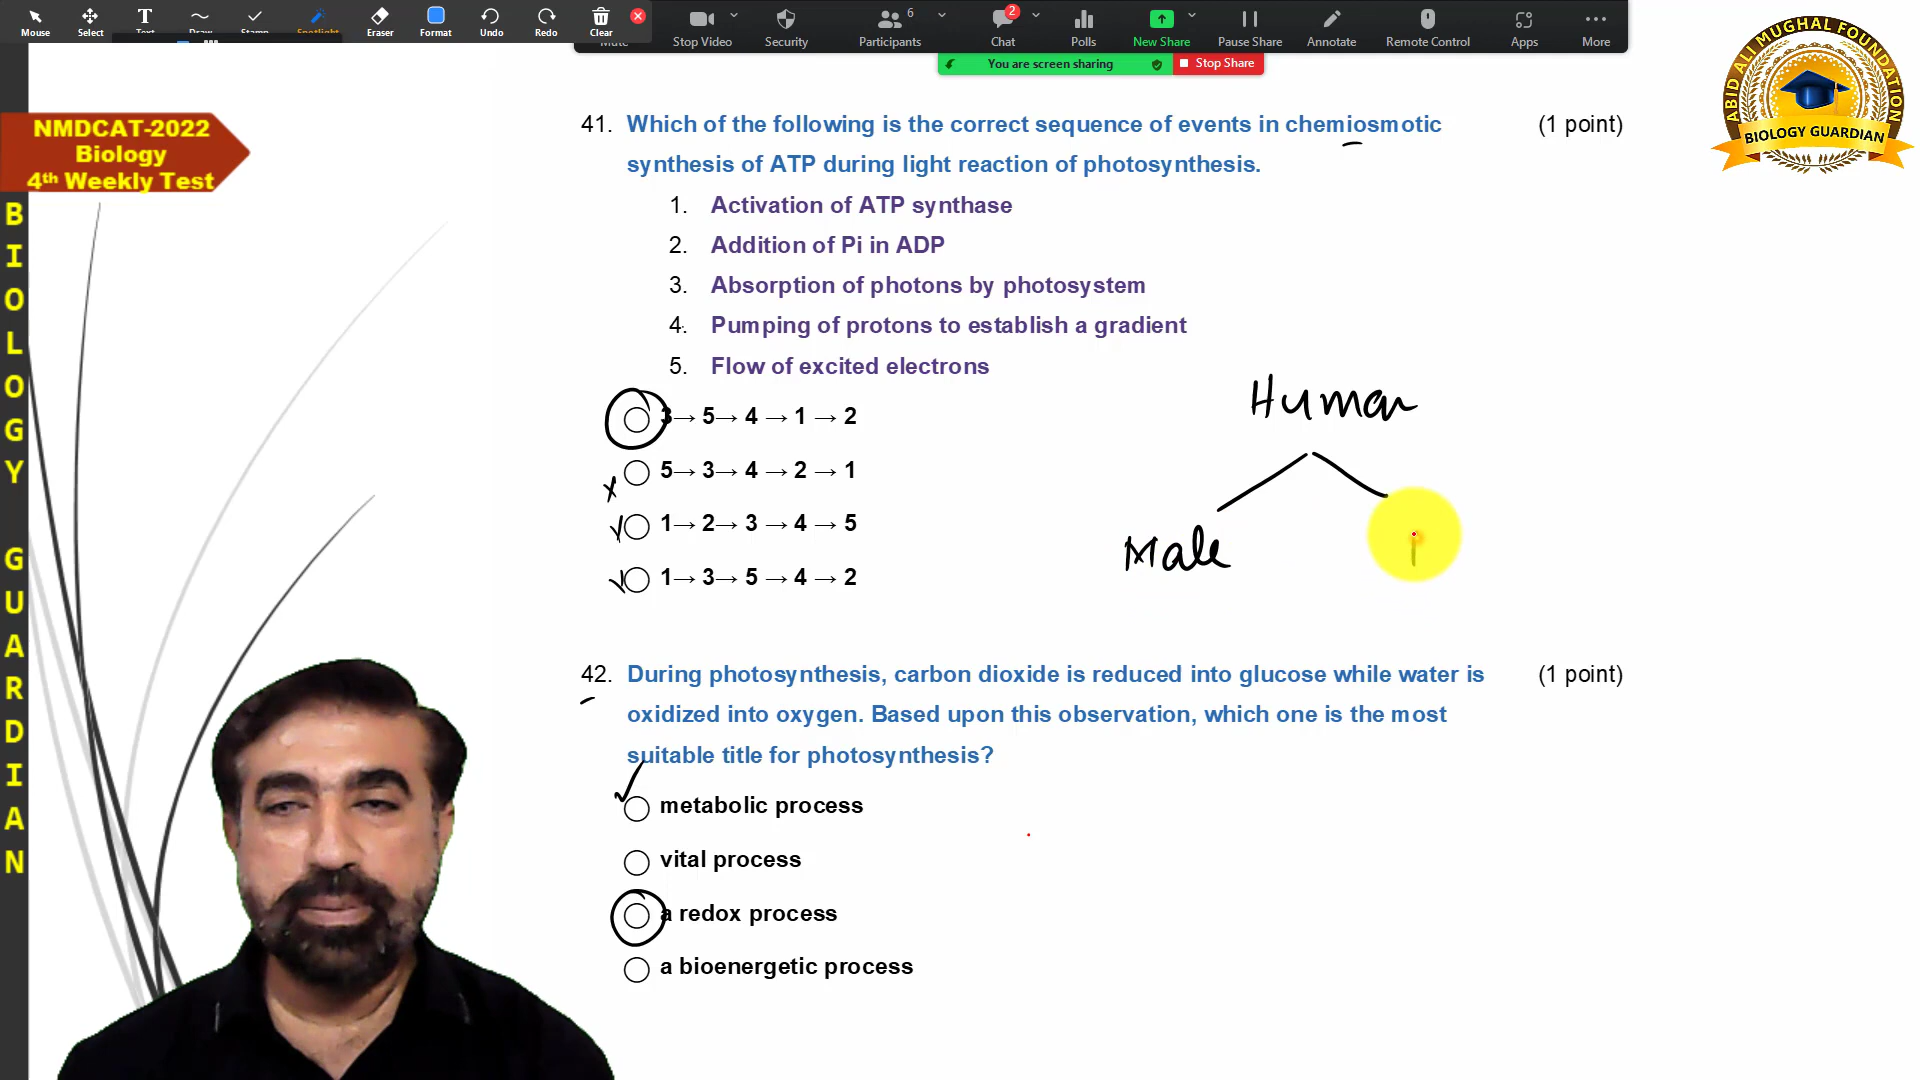 Mouse
Select
Text
Draw
Stamp
Spotlight
Eraser
Format
Undo
Redo
Clear
Mute
Stop Video
Security
6
Participants
2
Chat
Polls
New Share
Pause Share
Annotate
Remote Control
Apps
More
You are screen sharing
Stop Share
ABID ALI MUGHAL FOUNDATION
BIOLOGY GUARDIAN
NMDCAT-2022
Biology
4th Weekly Test
BIOLOGY GUARDIAN
41. Which of the following is the correct sequence of events in chemiosmotic (1 point)
synthesis of ATP during light reaction of photosynthesis.
1. Activation of ATP synthase
2. Addition of Pi in ADP
3. Absorption of photons by photosystem
4. Pumping of protons to establish a gradient
5. Flow of excited electrons
3→ 5→ 4 → 1 → 2
5→ 3→ 4 → 2 → 1
1→ 2→ 3 → 4 → 5
1→ 3→ 5 → 4 → 2
Human
Male
42. During photosynthesis, carbon dioxide is reduced into glucose while water is (1 point)
oxidized into oxygen. Based upon this observation, which one is the most
suitable title for photosynthesis?
metabolic process
vital process
a redox process
a bioenergetic process